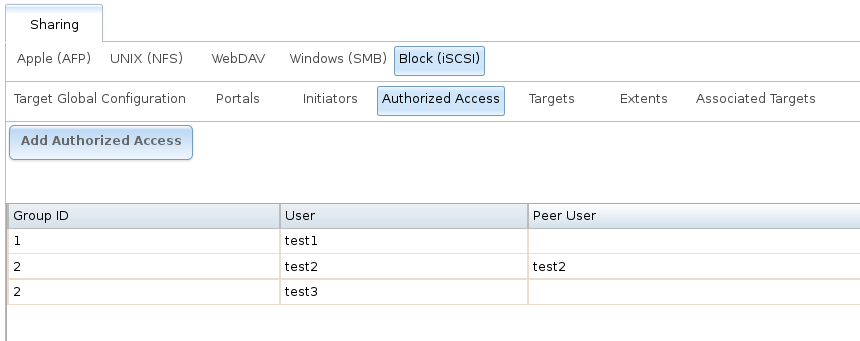 Sharing
Apple (AFP) UNIX (NFS) WebDAV Windows (SMB) Block (iSCSI)
Target Global Configuration Portals Initiators Authorized Access Targets Extents Associated Targets
Add Authorized Access
Group ID User Peer User
1 test1
2 test2 test2
2 test3